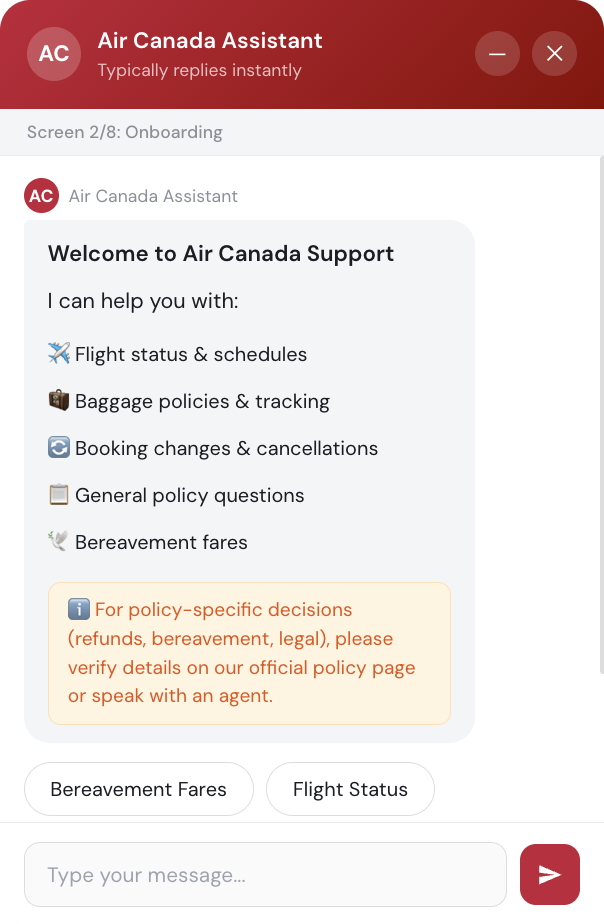 AC
Air Canada Assistant
Typically replies instantly
Screen 2/8: Onboarding
AC Air Canada Assistant
Welcome to Air Canada Support
I can help you with:
✈️ Flight status & schedules
🧳 Baggage policies & tracking
🔄 Booking changes & cancellations
📋 General policy questions
🕊️ Bereavement fares
ℹ️ For policy-specific decisions
(refunds, bereavement, legal), please
verify details on our official policy page
or speak with an agent.
Bereavement Fares
Flight Status
Type your message...